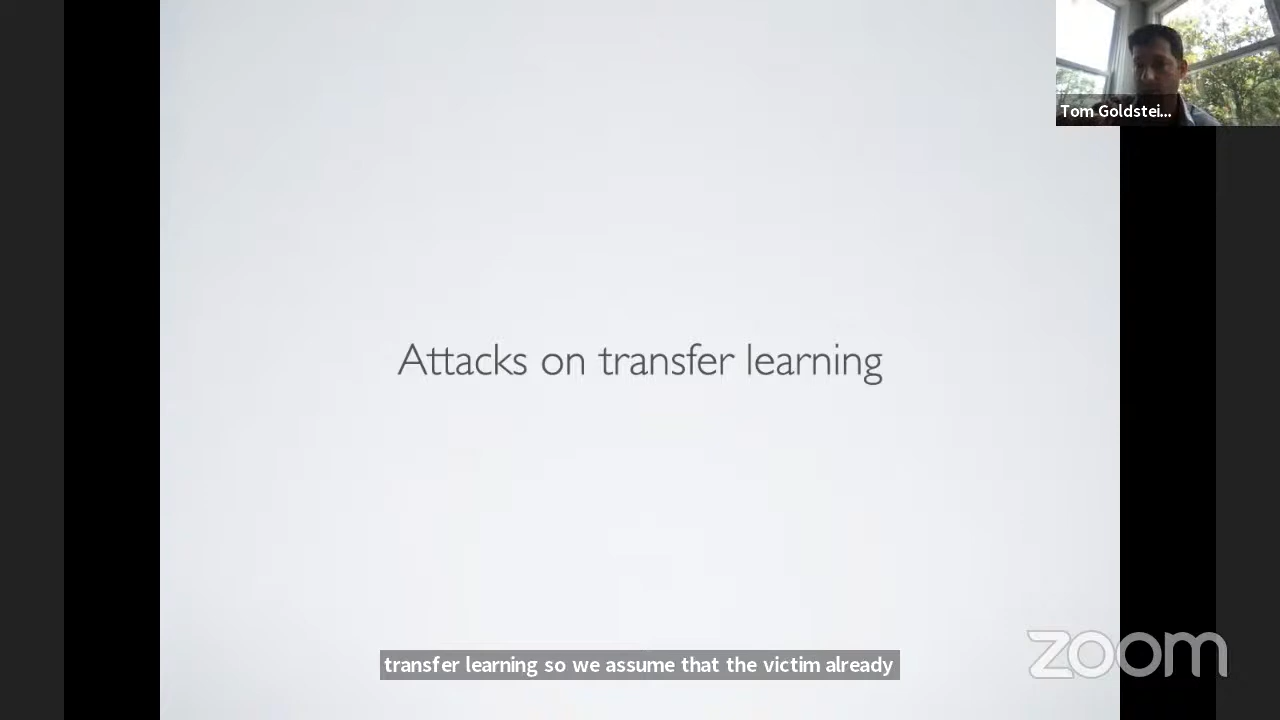 Tom Goldstei...
Attacks on transfer learning
transfer learning so we assume that the victim already
zoom